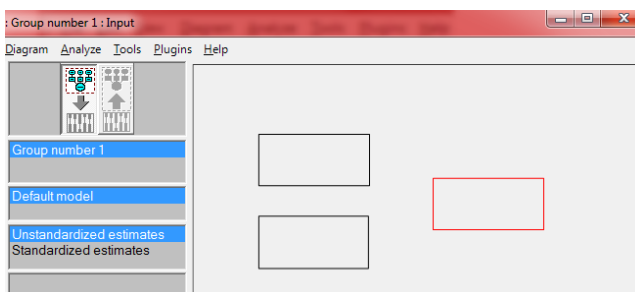 : Group number 1 : Input
Diagram Analyze Tools Plugins Help
Group number 1
Default model
Unstandardized estimates
Standardized estimates